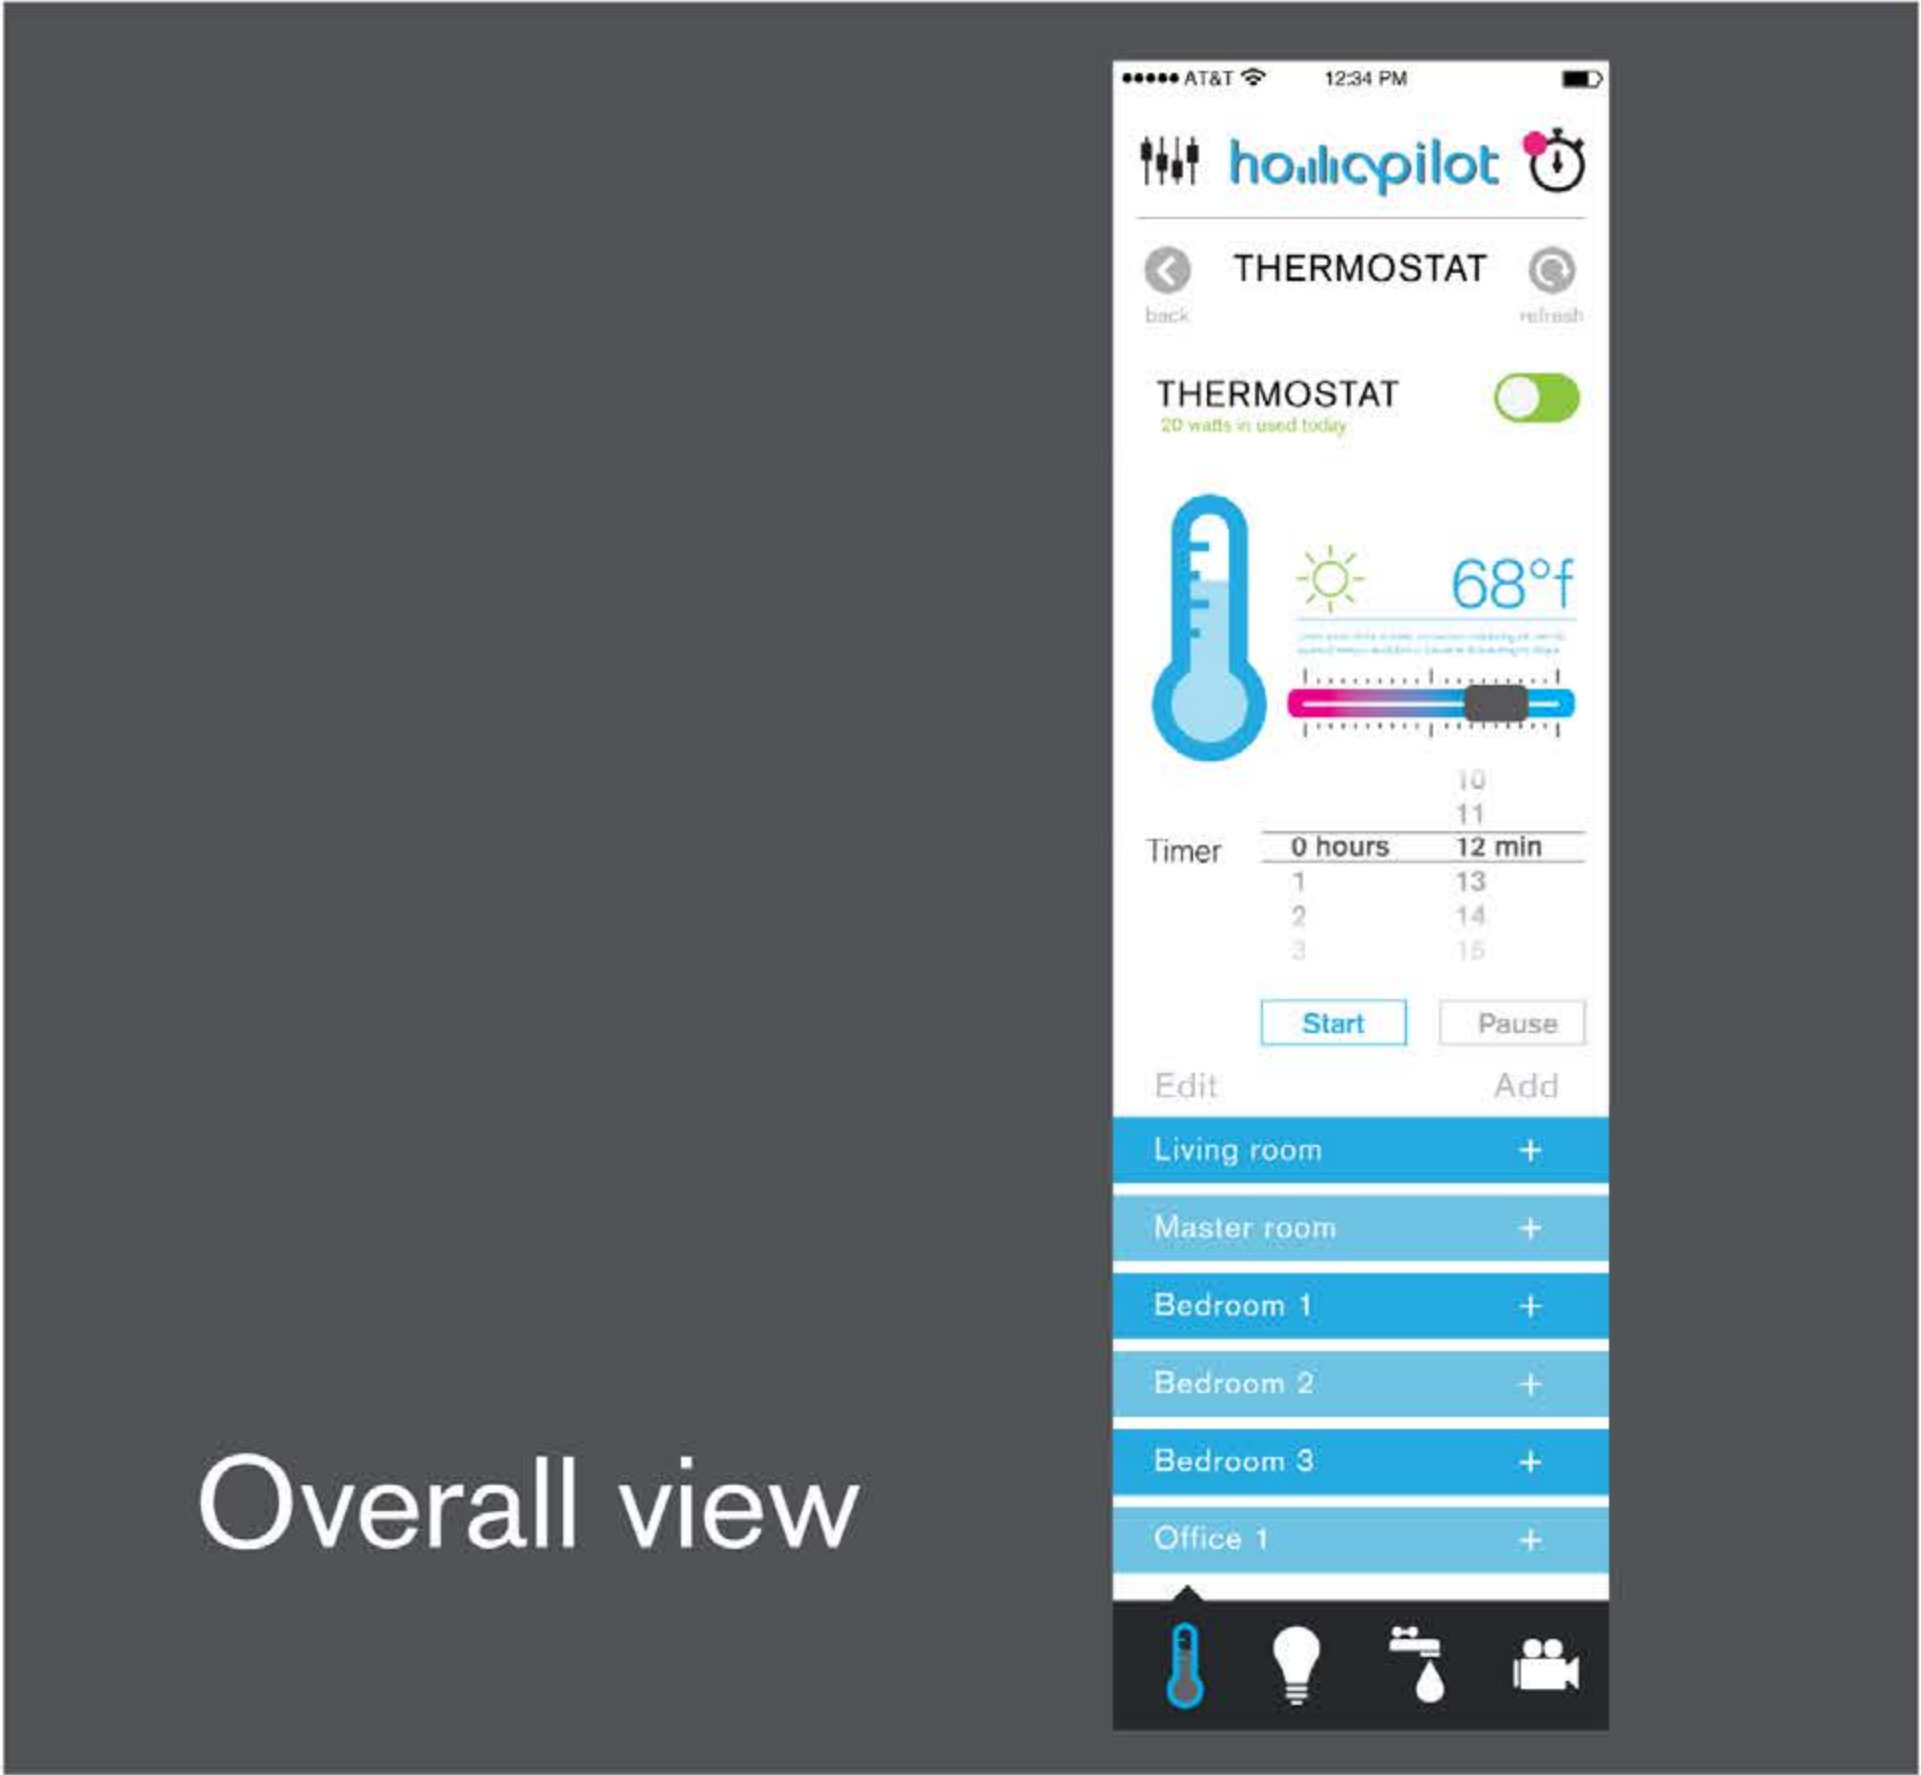 AT&T 12:34 PM
homepilot
THERMOSTAT
back refresh
THERMOSTAT
20 watts in used today
68°f
10
11
Timer 0 hours 12 min
1 13
2 14
3 15
Start Pause
Edit Add
Living room +
Master room +
Bedroom 1 +
Bedroom 2 +
Bedroom 3 +
Office 1 +
Overall view